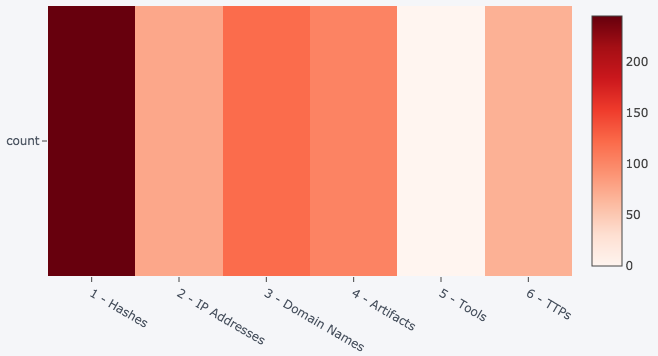 count
1 - Hashes
2 - IP Addresses
3 - Domain Names
4 - Artifacts
5 - Tools
6 - TTPs
200
150
100
50
0